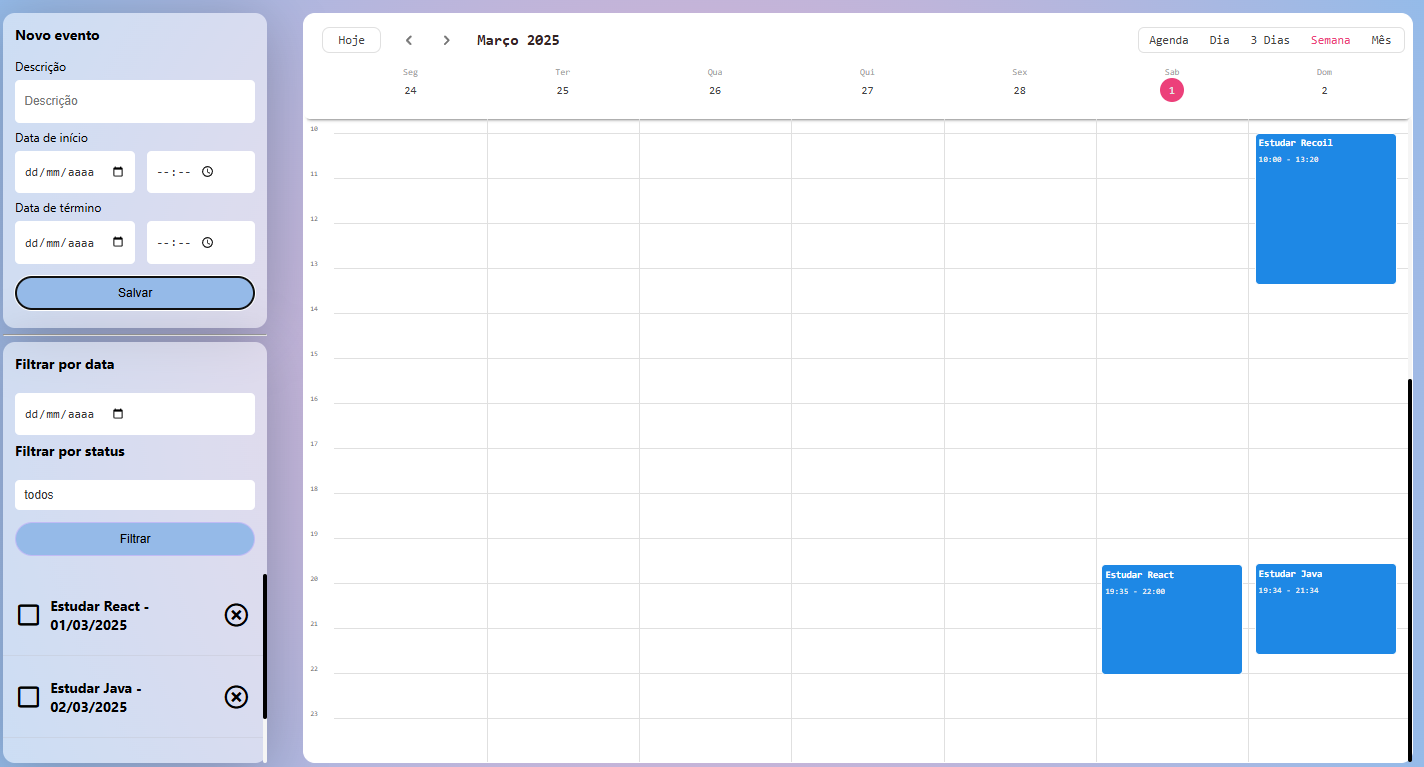 Novo evento
Descrição
Descrição
Data de início
dd/mm/aaaa --:--
Data de término
dd/mm/aaaa --:--
Salvar
Filtrar por data
dd/mm/aaaa
Filtrar por status
todos
Filtrar
Estudar React -
01/03/2025
Estudar Java -
02/03/2025
Hoje Março 2025 Agenda Dia 3 Dias Semana Mês
Seg Ter Qua Qui Sex Sab Dom
24 25 26 27 28 1 2
10
Estudar Recoil
10:00 - 13:20
11
12
13
14
15
16
17
18
19
20
Estudar React
19:35 - 22:00
Estudar Java
19:34 - 21:34
21
22
23